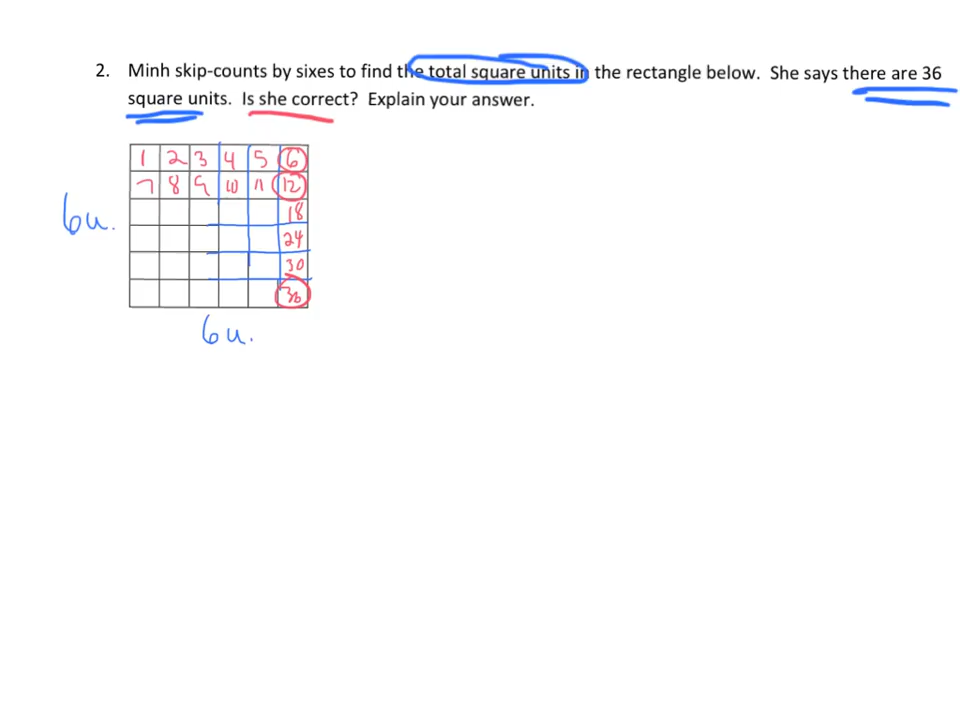 2. Minh skip-counts by sixes to find the total square units in the rectangle below. She says there are 36
square units. Is she correct? Explain your answer.
1 2 3 4 5 6
7 8 9 10 11 12
18
6u.
24
30
36
6u.